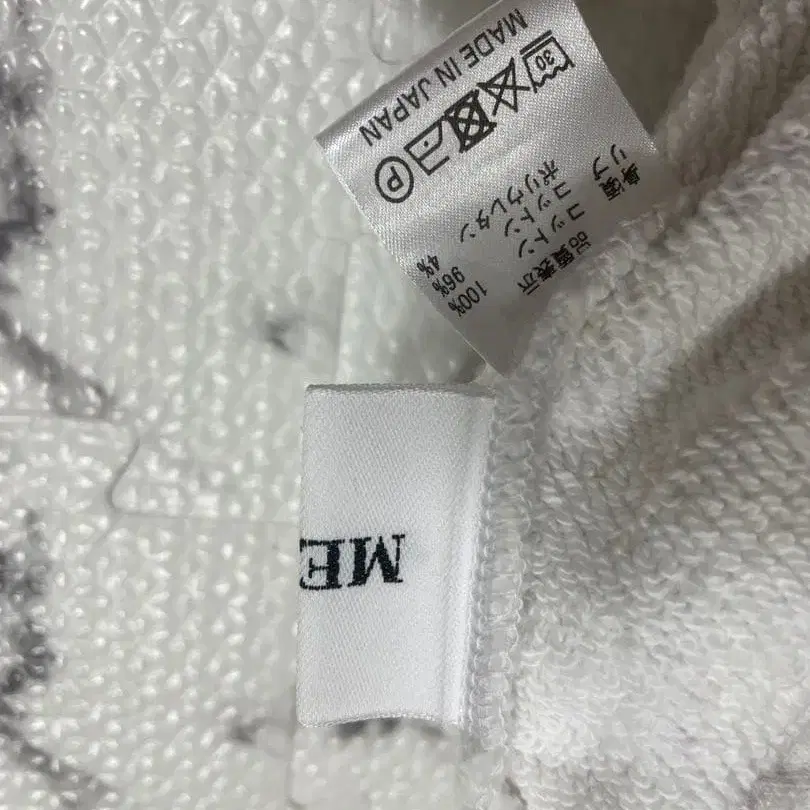 品質表示
身頃 コットン 100%
リブ コットン 96%
ポリウレタン 4%
30 P
MADE IN JAPAN
ME